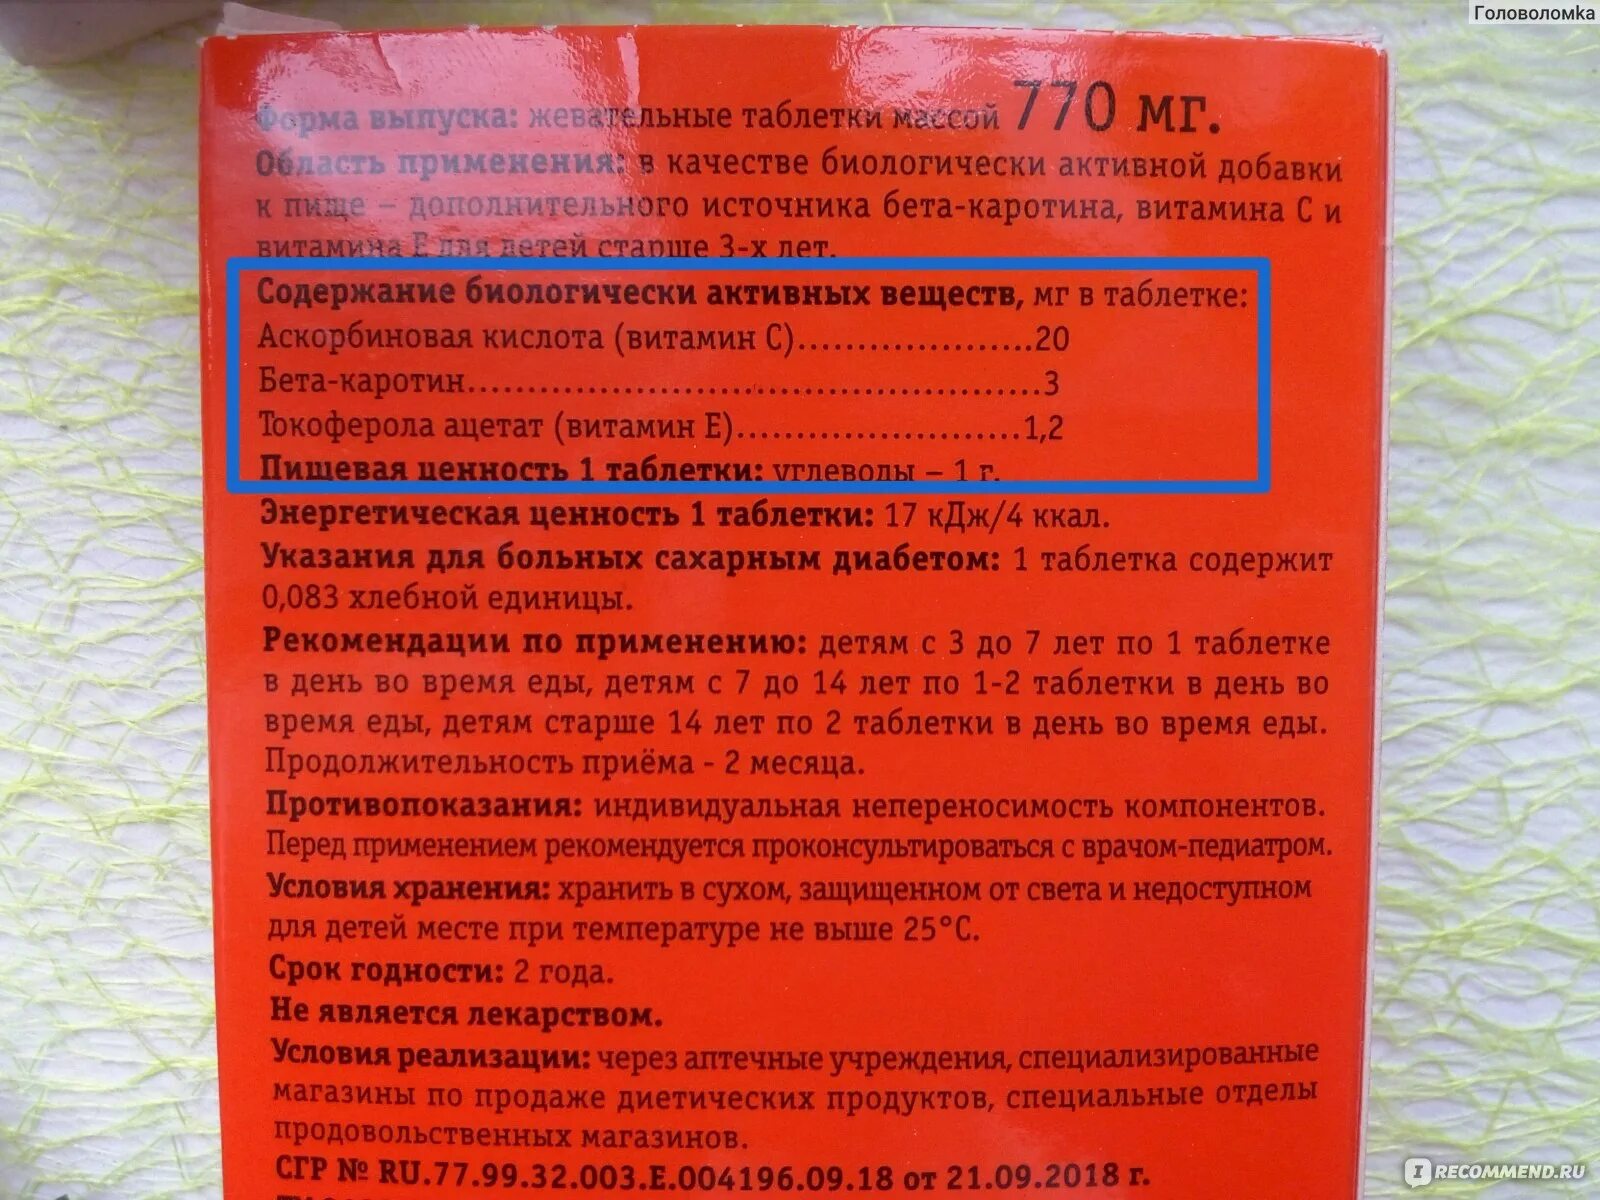 Головоломка
Форма выпуска: жевательные таблетки массой 770 мг.
Область применения: в качестве биологически активной добавки
к пище – дополнительного источника бета-каротина, витамина С и
витамина Е для детей старше 3-х лет.
Содержание биологически активных веществ, мг в таблетке:
Аскорбиновая кислота (витамин С)....................20
Бета-каротин................................................3
Токоферола ацетат (витамин Е)........................1,2
Пищевая ценность 1 таблетки: углеводы – 1 г.
Энергетическая ценность 1 таблетки: 17 кДж/4 ккал.
Указания для больных сахарным диабетом: 1 таблетка содержит
0,083 хлебной единицы.
Рекомендации по применению: детям с 3 до 7 лет по 1 таблетке
в день во время еды, детям с 7 до 14 лет по 1-2 таблетки в день во
время еды, детям старше 14 лет по 2 таблетки в день во время еды.
Продолжительность приёма - 2 месяца.
Противопоказания: индивидуальная непереносимость компонентов.
Перед применением рекомендуется проконсультироваться с врачом-педиатром.
Условия хранения: хранить в сухом, защищенном от света и недоступном
для детей месте при температуре не выше 25°С.
Срок годности: 2 года.
Не является лекарством.
Условия реализации: через аптечные учреждения, специализированные
магазины по продаже диетических продуктов, специальные отделы
продовольственных магазинов.
СГР № RU.77.99.32.003.Е.004196.09.18 от 21.09.2018 г.
IRECOMMEND.RU